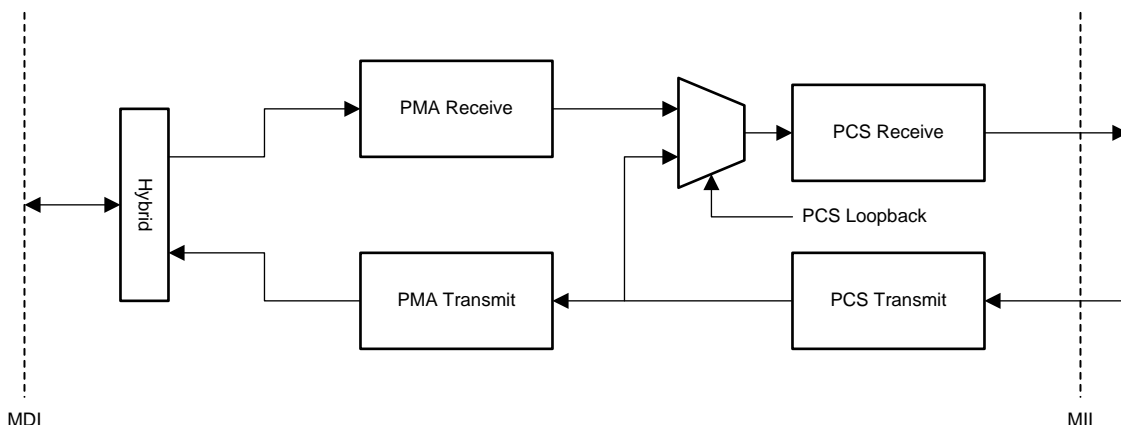 PMA Receive
PCS Receive
Hybrid
PCS Loopback
PMA Transmit
PCS Transmit
MDI
MII